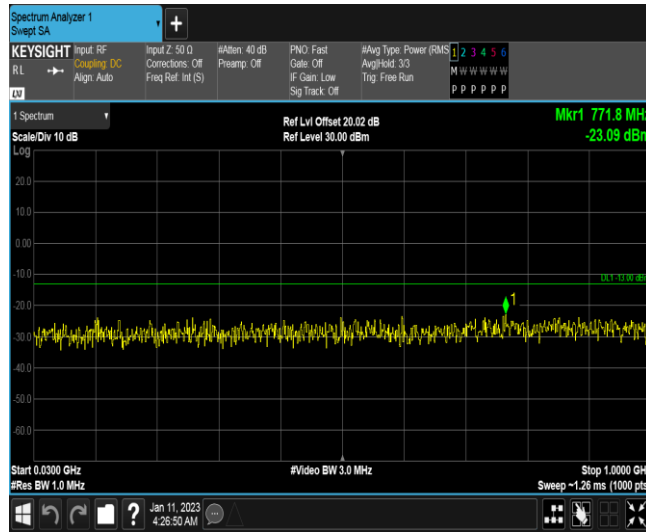 Spectrum Analyzer 1
Swept SA
KEYSIGHT Input: RF Input Z: 50 Ω #Atten: 40 dB PNO: Fast #Avg Type: Power (RMS 1 2 3 4 5 6
RL Coupling: DC Corrections: Off Preamp: Off Gate: Off Avg|Hold: 3/3 M W W W W W
Align: Auto Freq Ref: Int (S) IF Gain: Low Trig: Free Run
LXI Sig Track: Off P P P P P P
1 Spectrum Ref Lvl Offset 20.02 dB Mkr1 771.8 MHz
Scale/Div 10 dB Ref Level 30.00 dBm -23.09 dBm
Log
20.0
10.0
0.00
-10.0
DL1 -13.00 dBm
1
-20.0
-30.0
-40.0
-50.0
-60.0
Start 0.0300 GHz #Video BW 3.0 MHz Stop 1.0000 GH
#Res BW 1.0 MHz Sweep ~1.26 ms (1000 pts
? Jan 11, 2023
4:26:50 AM